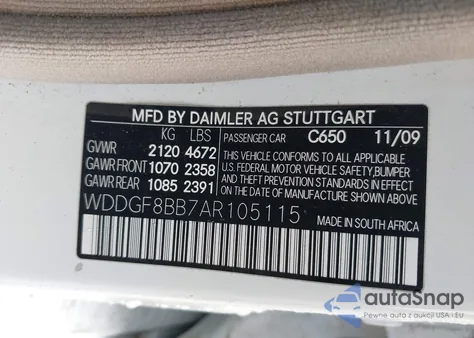 MFD BY DAIMLER AG STUTTGART
KG LBS PASSENGER CAR C650 11/09
GVWR 2120 4672 THIS VEHICLE CONFORMS TO ALL APPLICABLE
GAWR FRONT 1070 2358 U.S. FEDERAL MOTOR VEHICLE SAFETY, BUMPER,
GAWR REAR 1085 2391 AND THEFT PREVENTION STANDARDS IN EFFECT
ON THE DATE OF MANUFACTURE SHOWN ABOVE.
WDDGF8BB7AR105115
MADE IN SOUTH AFRICA
autaSnap
Pewne auta z aukcji USA i EU